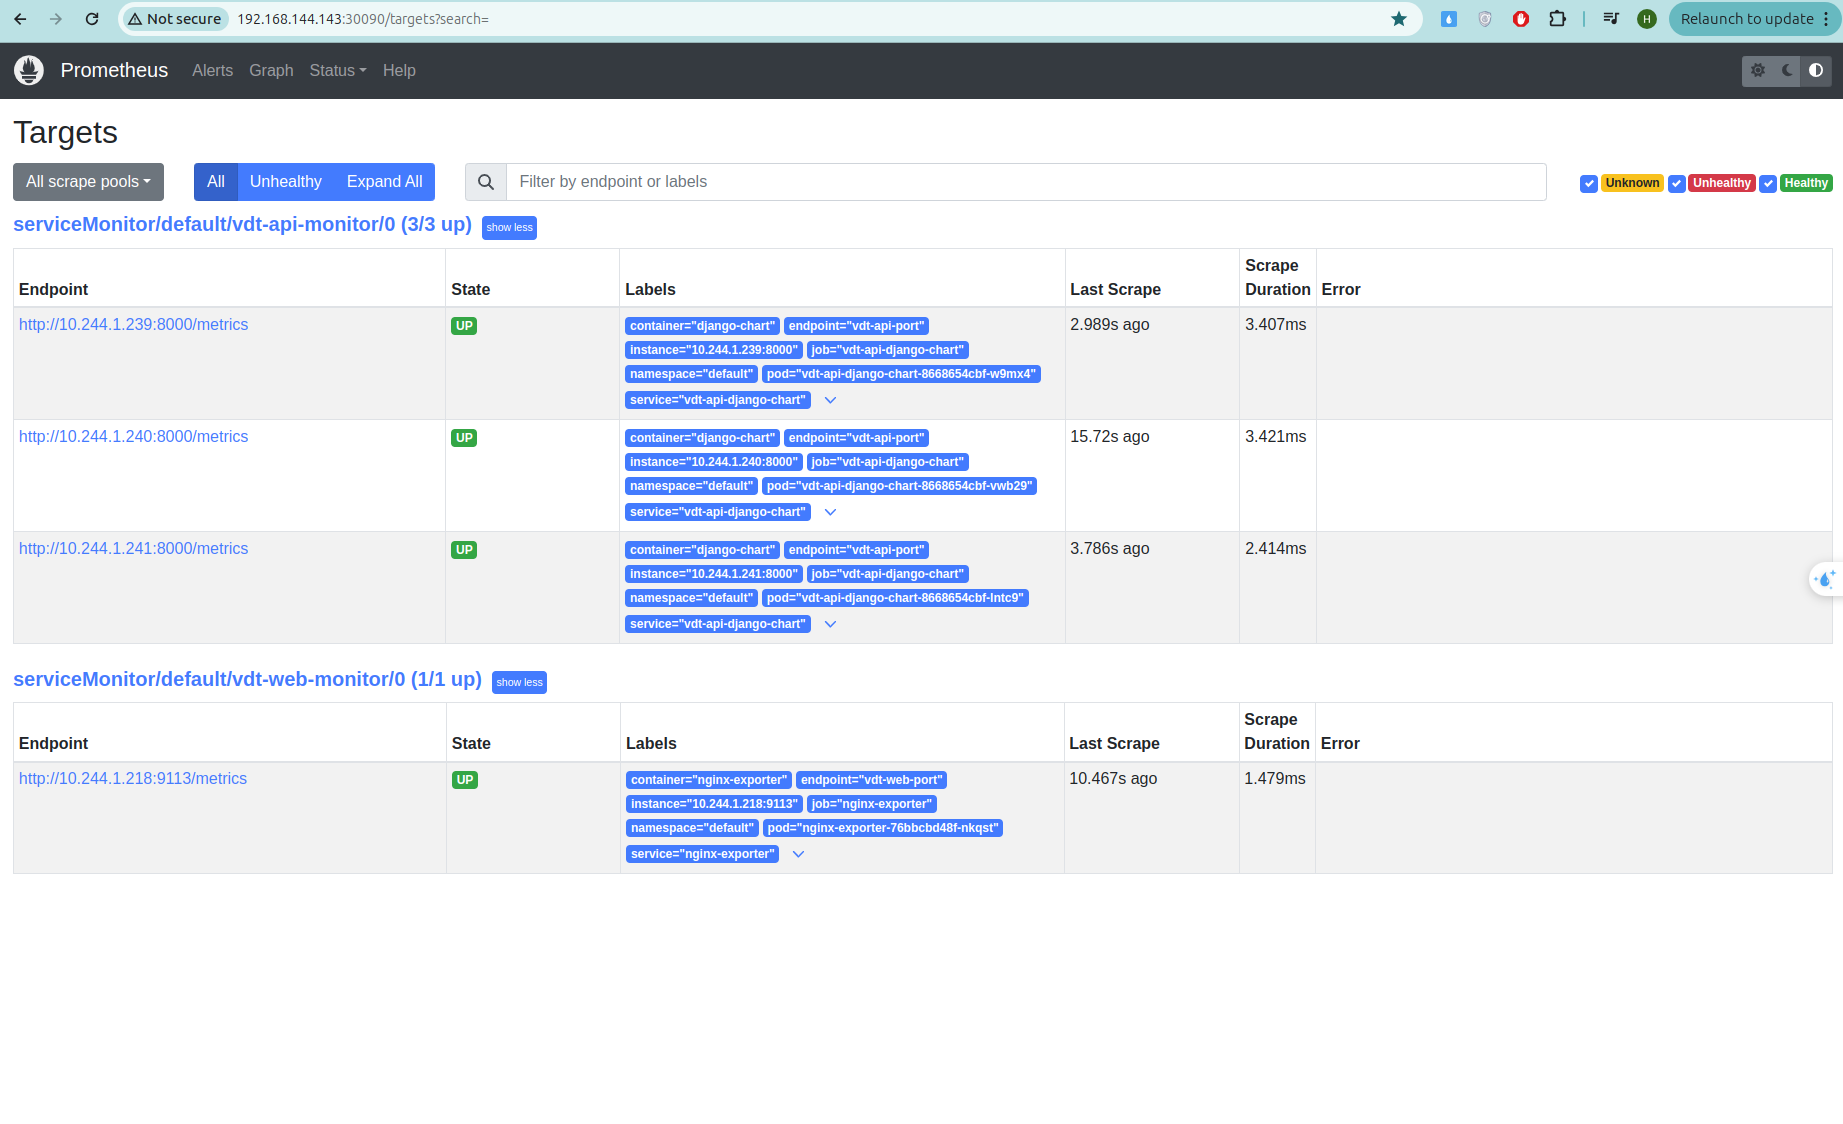 Not secure 192.168.144.143:30090/targets?search= H Relaunch to update
Prometheus Alerts Graph Status Help
Targets
All scrape pools All Unhealthy Expand All Filter by endpoint or labels Unknown Unhealthy Healthy
serviceMonitor/default/vdt-api-monitor/0 (3/3 up) show less
Endpoint State Labels Last Scrape Scrape Duration Error
http://10.244.1.239:8000/metrics UP container="django-chart" endpoint="vdt-api-port" 2.989s ago 3.407ms
instance="10.244.1.239:8000" job="vdt-api-django-chart"
namespace="default" pod="vdt-api-django-chart-8668654cbf-w9mx4"
service="vdt-api-django-chart"
http://10.244.1.240:8000/metrics UP container="django-chart" endpoint="vdt-api-port" 15.72s ago 3.421ms
instance="10.244.1.240:8000" job="vdt-api-django-chart"
namespace="default" pod="vdt-api-django-chart-8668654cbf-vwb29"
service="vdt-api-django-chart"
http://10.244.1.241:8000/metrics UP container="django-chart" endpoint="vdt-api-port" 3.786s ago 2.414ms
instance="10.244.1.241:8000" job="vdt-api-django-chart"
namespace="default" pod="vdt-api-django-chart-8668654cbf-lntc9"
service="vdt-api-django-chart"
serviceMonitor/default/vdt-web-monitor/0 (1/1 up) show less
Endpoint State Labels Last Scrape Scrape Duration Error
http://10.244.1.218:9113/metrics UP container="nginx-exporter" endpoint="vdt-web-port" 10.467s ago 1.479ms
instance="10.244.1.218:9113" job="nginx-exporter"
namespace="default" pod="nginx-exporter-76bbcbd48f-nkqst"
service="nginx-exporter"